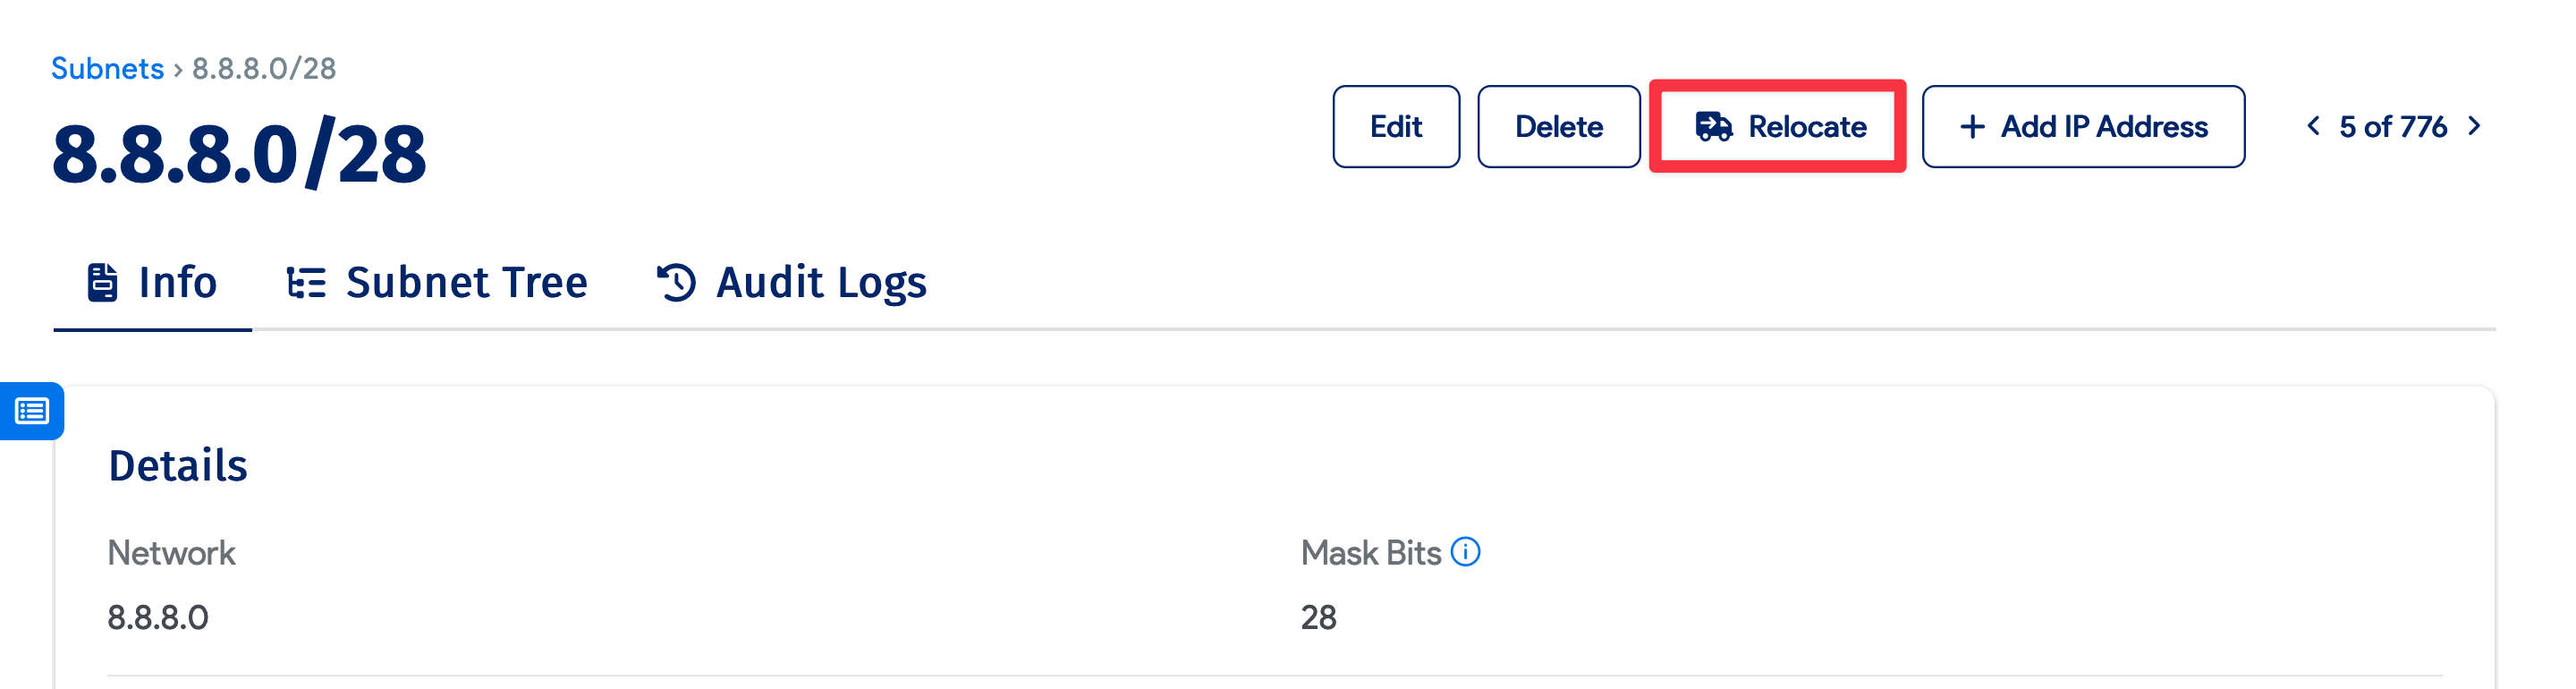 Subnets › 8.8.8.0/28
8.8.8.0/28
Edit
Delete
Relocate
+ Add IP Address
‹ 5 of 776 ›
Info
Subnet Tree
Audit Logs
Details
Network
Mask Bits
8.8.8.0
28